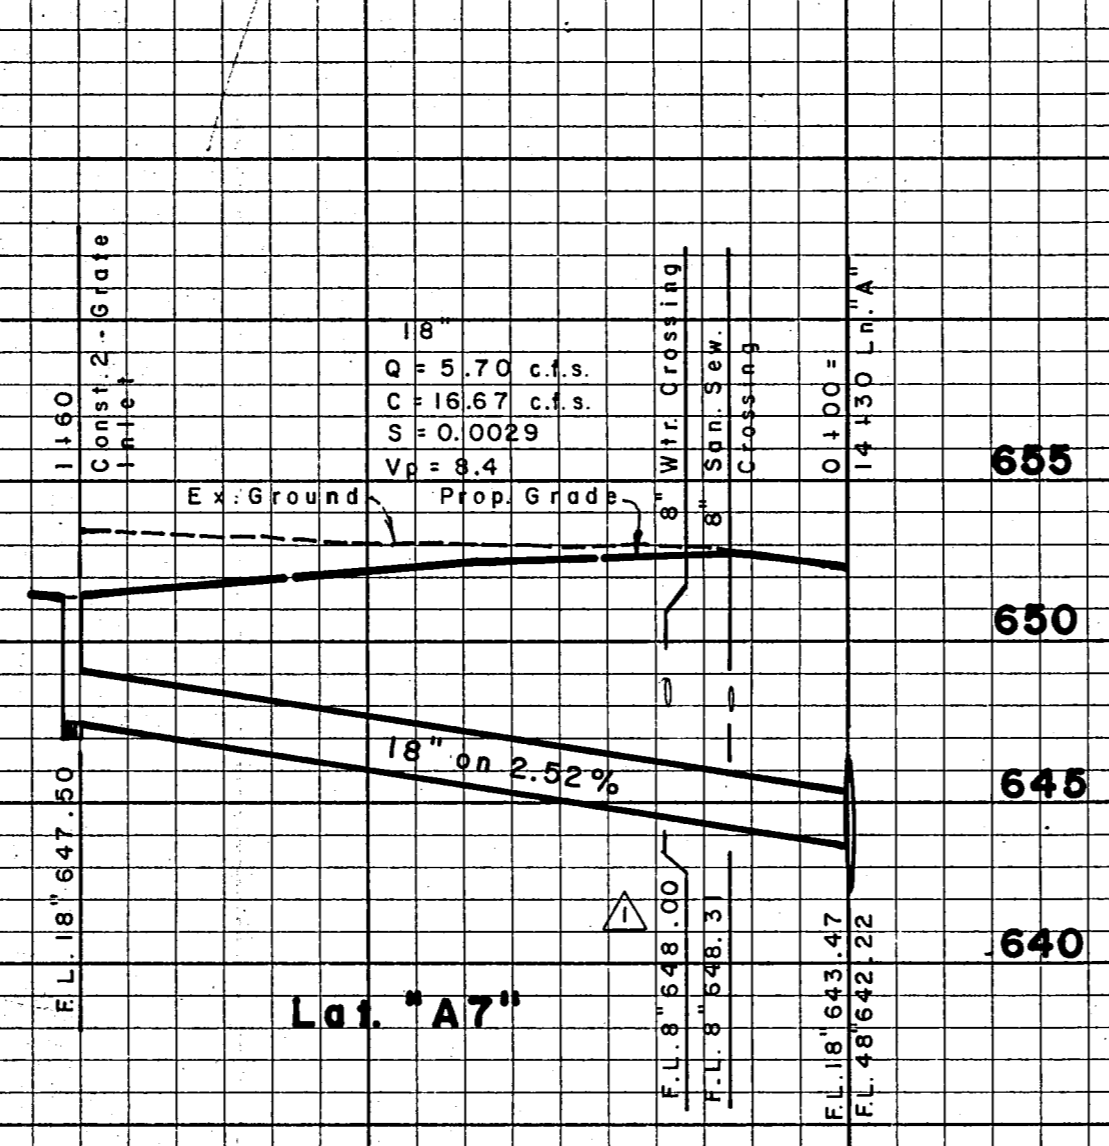 1+60
Const. 2-Grate
Inlet
18"
Q = 5.70 c.f.s.
C = 16.67 c.f.s.
S = 0.0029
Vp = 8.4
Ex. Ground
Prop. Grade
8" Wtr. Crossing
8" San. Sew.
Crossing
0+00 =
14+30 Ln. "A"
655
650
645
640
18" on 2.52%
F.L. 18" 647.50
1
F.L. 8" 648.00
F.L. 8" 648.31
F.L. 18" 643.47
F.L. 48" 642.22
Lat. "A7"